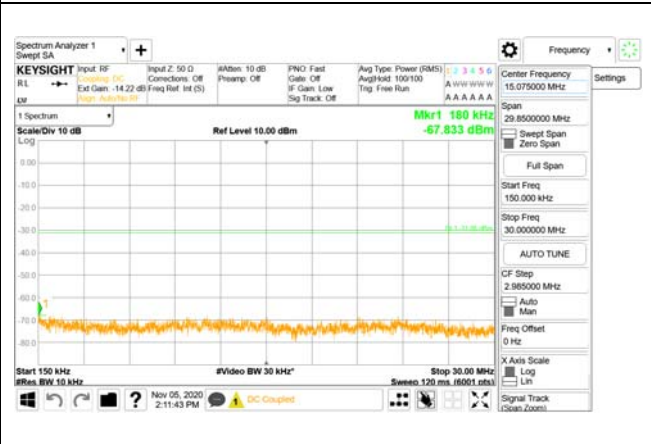 Spectrum Analyzer 1
Swept SA
+
Frequency
KEYSIGHT Input: RF Input Z: 50 Ω #Atten: 10 dB PNO: Fast Avg Type: Power (RMS) 1 2 3 4 5 6
RL Coupling: DC Corrections: Off Preamp: Off Gate: Off Avg|Hold: 100/100 A W W W W W
Ext Gain: -14.22 dB Freq Ref: Int (S) IF Gain: Low Trig: Free Run A A A A A A
Align: Auto/No RF Sig Track: Off
1 Spectrum
Mkr1 180 kHz
Scale/Div 10 dB Ref Level 10.00 dBm -67.833 dBm
Log
0.00
-10.0
-20.0
-30.0
-40.0
-50.0
-60.0
1
-70.0
-80.0
Start 150 kHz #Video BW 30 kHz* Stop 30.00 MHz
#Res BW 10 kHz Sweep 120 ms (6001 pts)
? Nov 05, 2020
2:11:43 PM
1 DC Coupled
Center Frequency
15.075000 MHz
Settings
Span
29.8500000 MHz
Swept Span
Zero Span
Full Span
Start Freq
150.000 kHz
Stop Freq
30.000000 MHz
AUTO TUNE
CF Step
2.985000 MHz
Auto
Man
Freq Offset
0 Hz
X Axis Scale
Log
Lin
Signal Track
(Span Zoom)